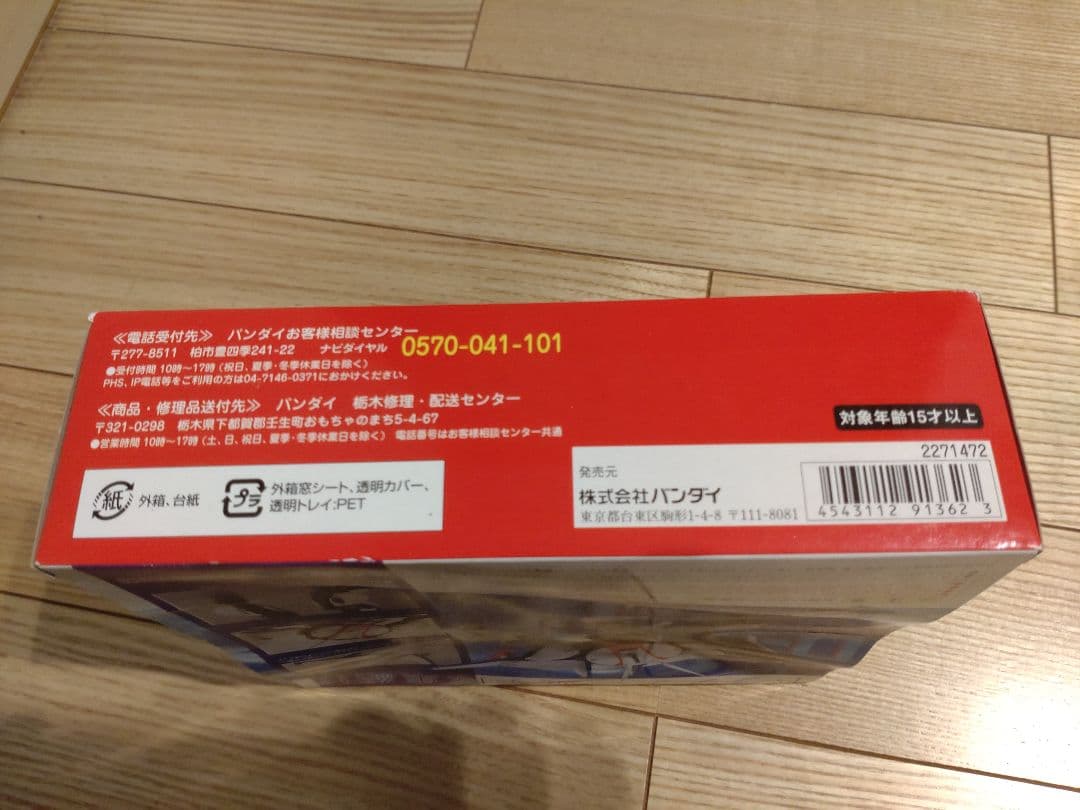 ≪電話受付先≫ バンダイお客様相談センター
〒277-8511 柏市豊四季241-22 ナビダイヤル 0570-041-101
●受付時間 10時〜17時(祝日、夏季・冬季休業日を除く)
PHS、IP電話等をご利用の方は04-7146-0371におかけください。
≪商品・修理品送付先≫ バンダイ 栃木修理・配送センター
〒321-0298 栃木県下都賀郡壬生町おもちゃのまち5-4-67
●営業時間 10時〜17時(土、日、祝日、夏季・冬季休業日を除く) 電話番号はお客様相談センター共通
対象年齢15才以上
紙 外箱、台紙
プラ 外箱窓シート、透明カバー、
透明トレイ:PET
2271472
発売元
株式会社バンダイ
東京都台東区駒形1-4-8 〒111-8081
4543112 913623